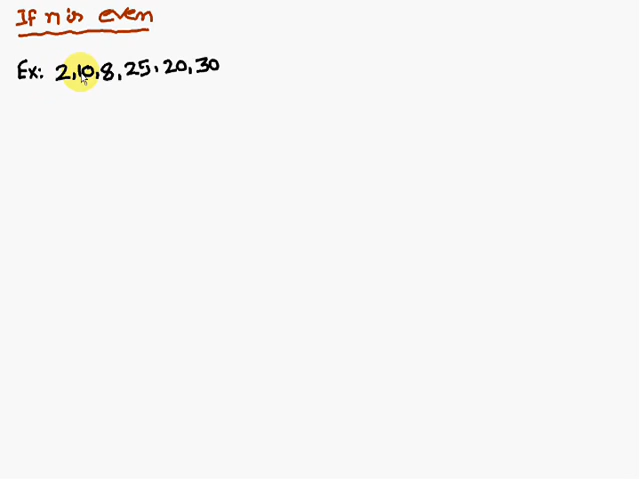 If n is even
Ex: 2, 10, 8, 25, 20, 30